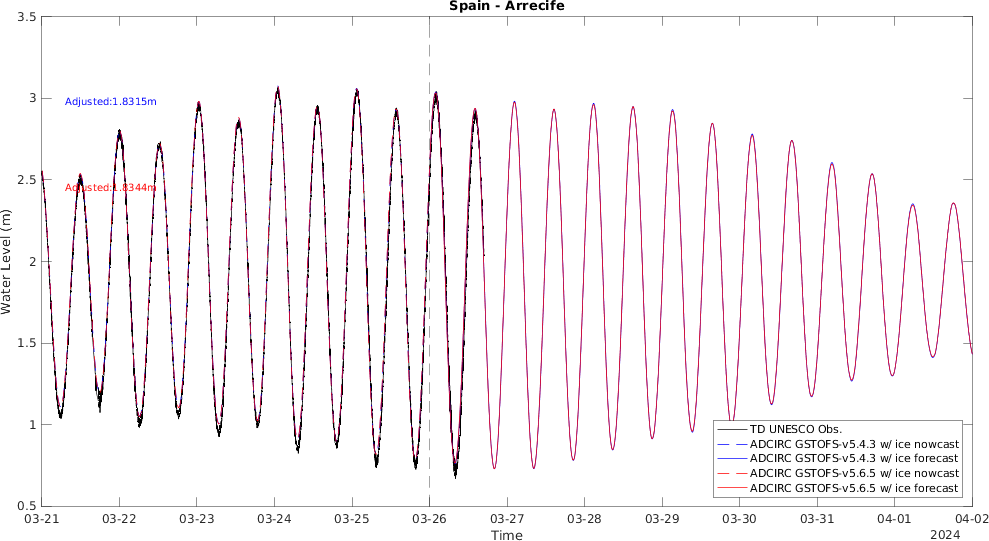 Spain - Arrecife
3.5
3
2.5
2
1.5
1
0.5
Water Level (m)
Adjusted:1.8315m
Adjusted:1.8344m
TD UNESCO Obs.
ADCIRC GSTOFS-v5.4.3 w/ ice nowcast
ADCIRC GSTOFS-v5.4.3 w/ ice forecast
ADCIRC GSTOFS-v5.6.5 w/ ice nowcast
ADCIRC GSTOFS-v5.6.5 w/ ice forecast
03-21 03-22 03-23 03-24 03-25 03-26 03-27 03-28 03-29 03-30 03-31 04-01 04-02
Time
2024